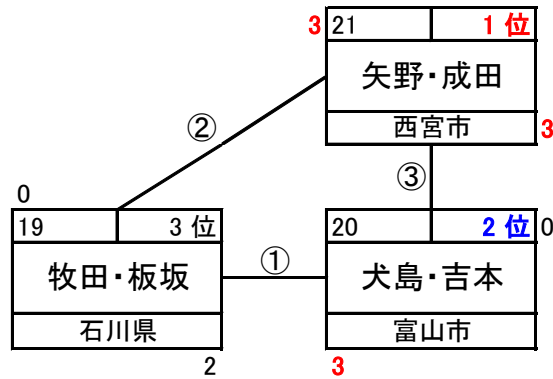 3 21 1 位
矢野・成田
西宮市 3
②
③
0
19 3 位
20 2 位 0
牧田・板坂
①
犬島・吉本
石川県
富山市
2
3